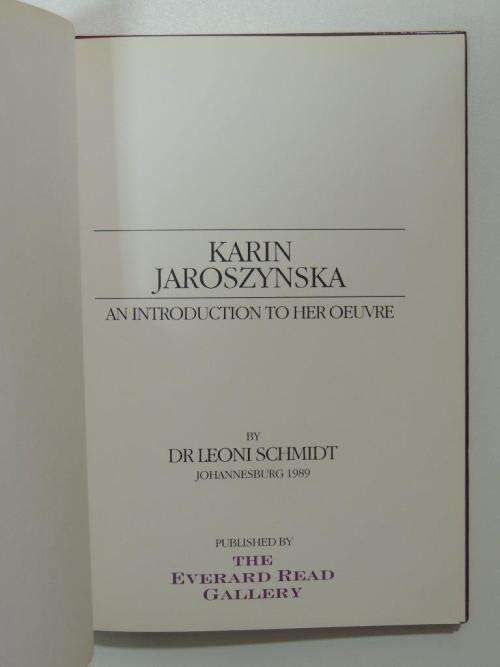 KARIN
JAROSZYNSKA
AN INTRODUCTION TO HER OEUVRE
BY
DR LEONI SCHMIDT
JOHANNESBURG 1989
PUBLISHED BY
THE
EVERARD READ
GALLERY